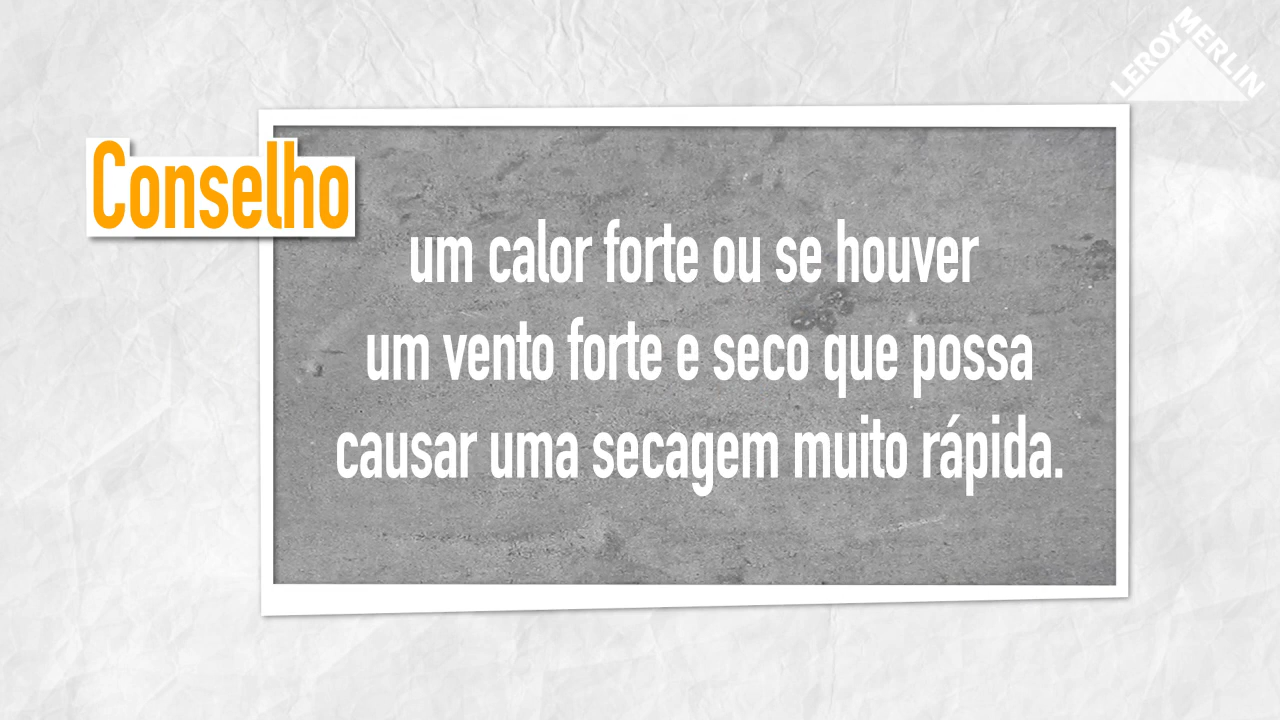 LEROY MERLIN
Conselho
um calor forte ou se houver
um vento forte e seco que possa
causar uma secagem muito rápida.